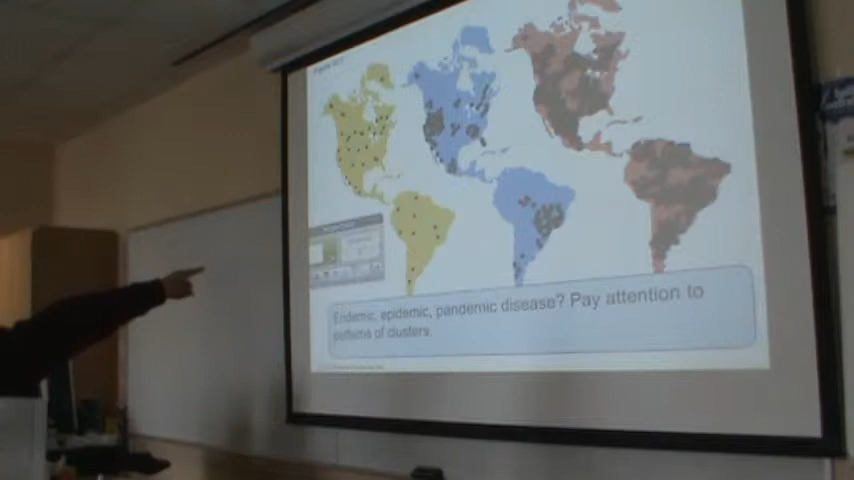 Endemic, epidemic, pandemic disease? Pay attention to
patterns of clusters.